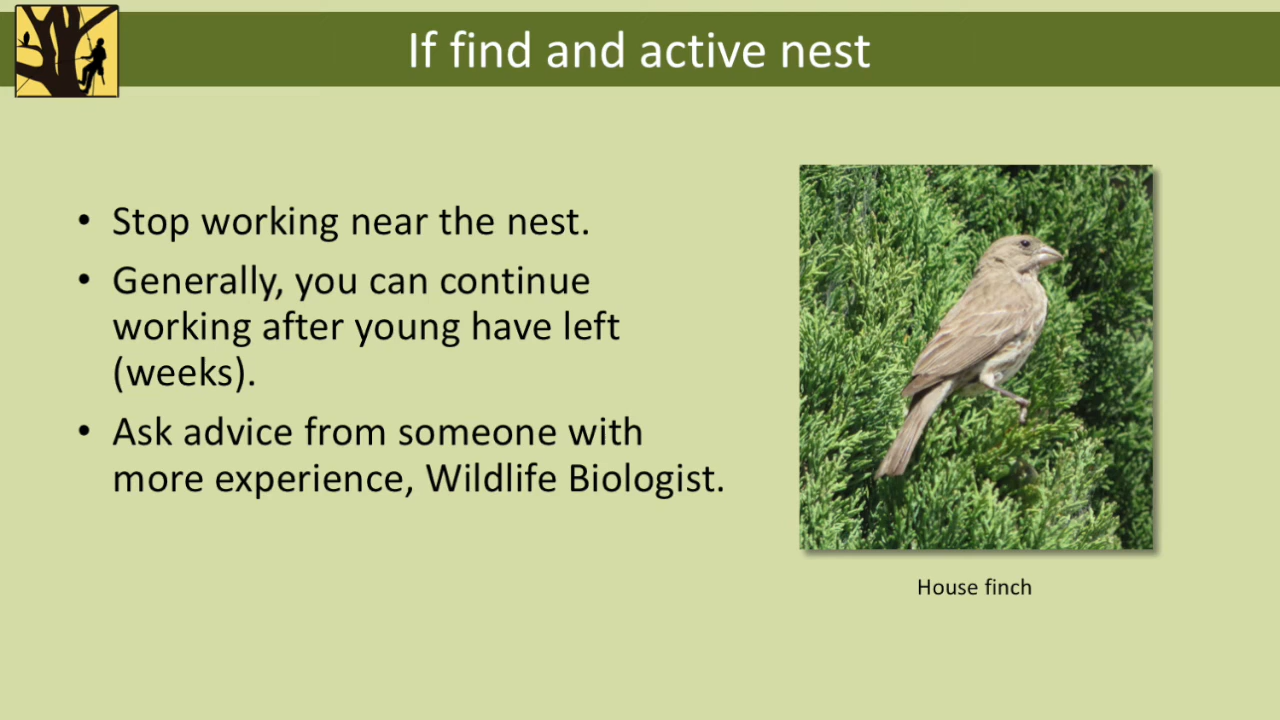 If find and active nest
• Stop working near the nest.
• Generally, you can continue
working after young have left
(weeks).
• Ask advice from someone with
more experience, Wildlife Biologist.
House finch